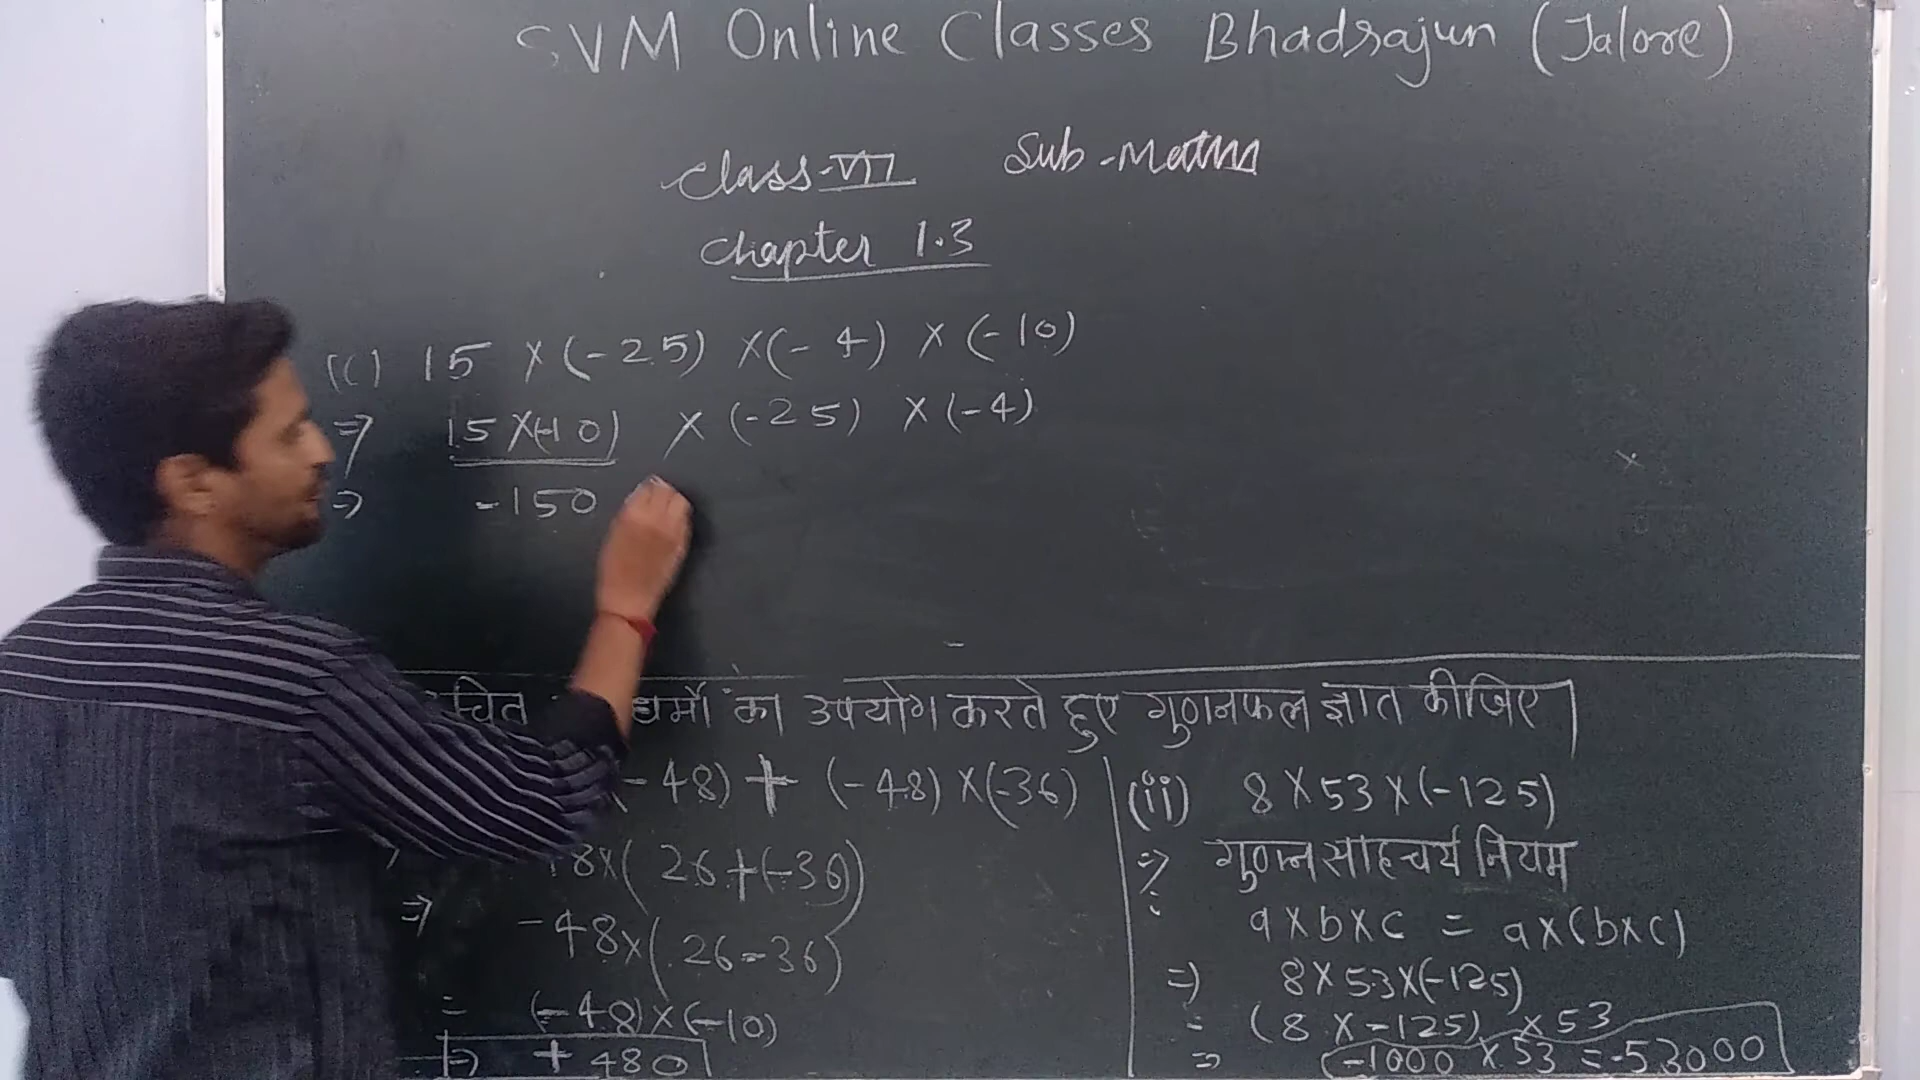 SVM Online Classes Bhadrajun (Jalore)
Class-VII Sub-Maths
Chapter 1.3
(C) 15 × (-25) ×(-4) × (-10)
⇒ 15×(-10) × (-25) ×(-4)
⇒ -150
चित धर्मो का उपयोग करते हुए गुणनफल ज्ञात कीजिए |
(-48) + (-48) ×(-36)
8×(26+(-36))
⇒ -48×(26-36)
= (-48)×(-10)
⇒ +480
(ii) 8×53×(-125)
⇒ गुणन साहचर्य नियम
a×b×c = a×(b×c)
⇒ 8×53×(-125)
= (8 × -125) ×53
⇒ (-1000 × 53 = -53000